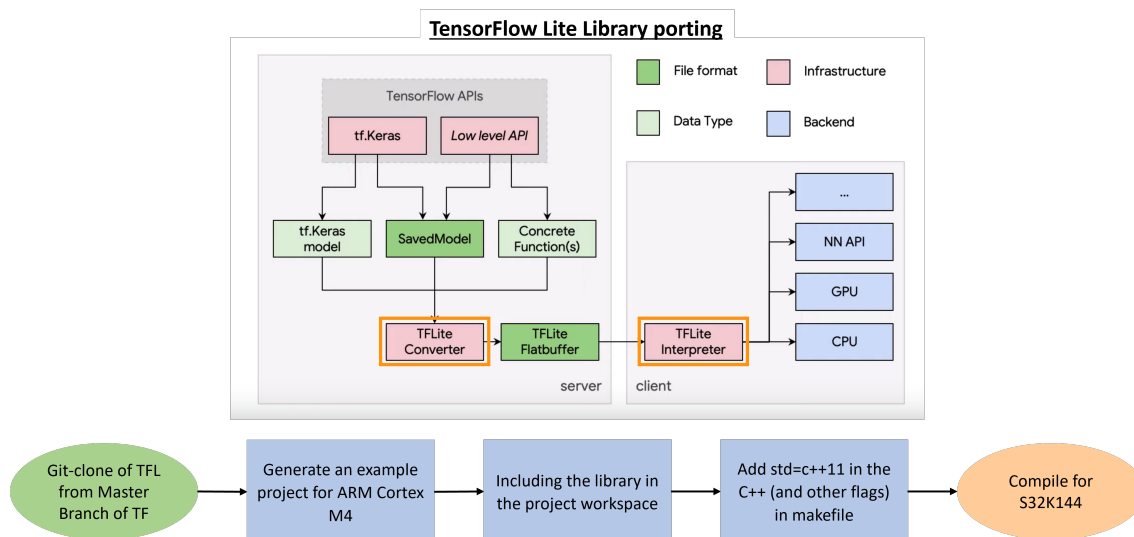 TensorFlow Lite Library porting
File format
Infrastructure
Data Type
Backend
TensorFlow APIs
tf.Keras
Low level API
tf.Keras
model
SavedModel
Concrete
Function(s)
TFLite
Converter
TFLite
Flatbuffer
server
client
TFLite
Interpreter
...
NN API
GPU
CPU
Git-clone of TFL
from Master
Branch of TF
Generate an example
project for ARM Cortex
M4
Including the library in
the project workspace
Add std=c++11 in the
C++ (and other flags)
in makefile
Compile for
S32K144